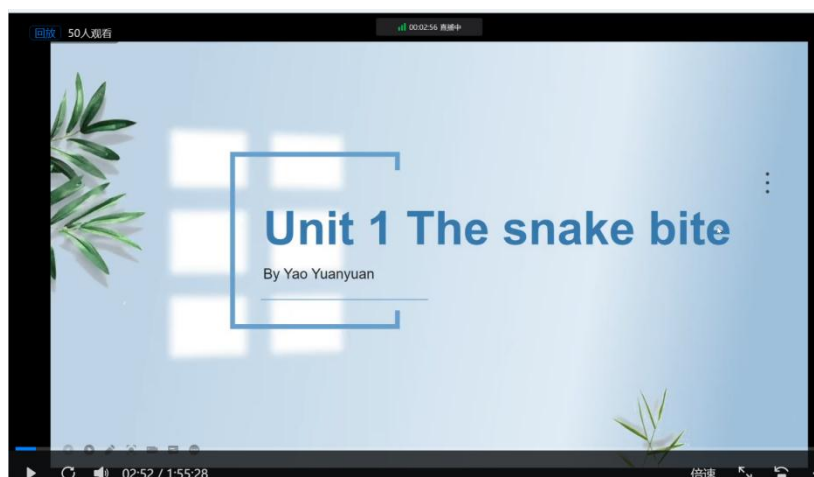 回放 50人观看
00:02:56 直播中
Unit 1 The snake bite
By Yao Yuanyuan
02:52 / 1:55:28
倍速